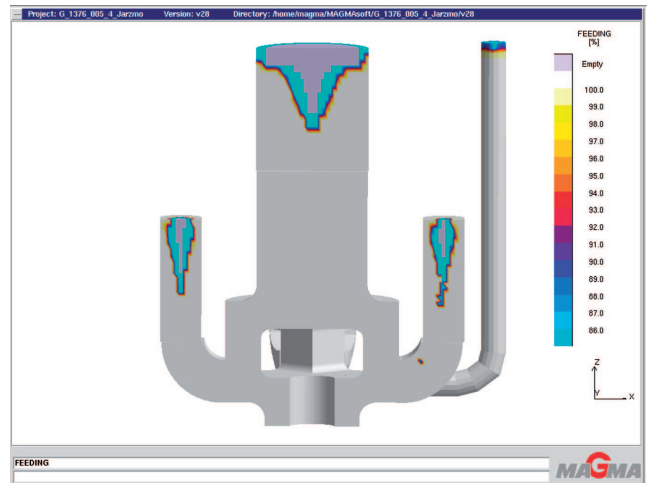 Project: G_1376_005_4_Jarzmo Version: v28 Directory: /home/magma/MAGMAsoft/G_1376_005_4_Jarzmo/v28
FEEDING
[%]
Empty
100.0
99.0
98.0
97.0
96.0
95.0
94.0
93.0
92.0
91.0
90.0
89.0
88.0
87.0
86.0
Z
Y
X
FEEDING
MAGMA